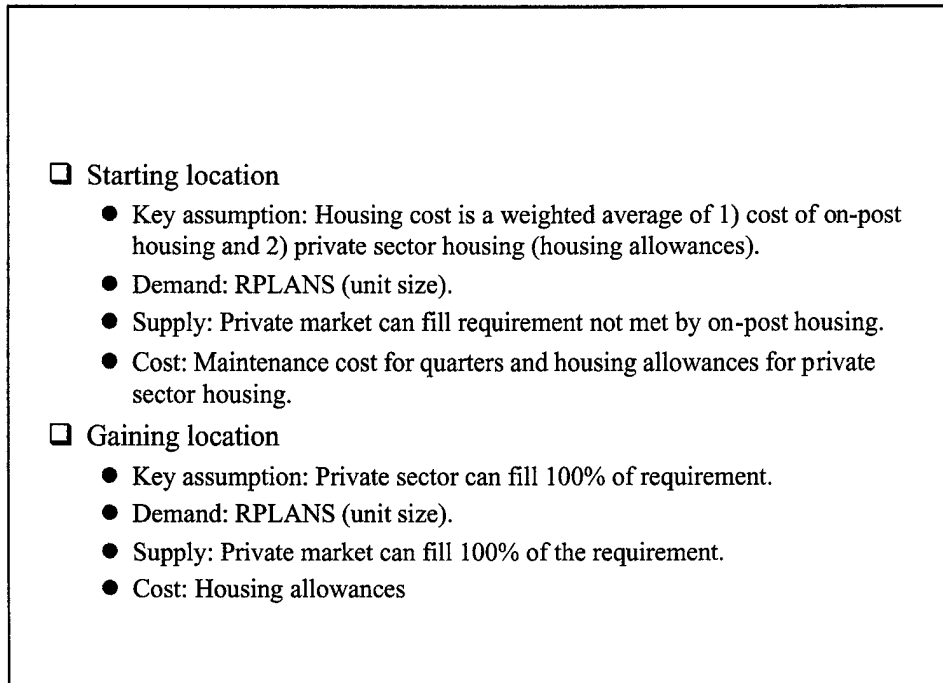 ❑ Starting location
● Key assumption: Housing cost is a weighted average of 1) cost of on-post
housing and 2) private sector housing (housing allowances).
● Demand: RPLANS (unit size).
● Supply: Private market can fill requirement not met by on-post housing.
● Cost: Maintenance cost for quarters and housing allowances for private
sector housing.
❑ Gaining location
● Key assumption: Private sector can fill 100% of requirement.
● Demand: RPLANS (unit size).
● Supply: Private market can fill 100% of the requirement.
● Cost: Housing allowances